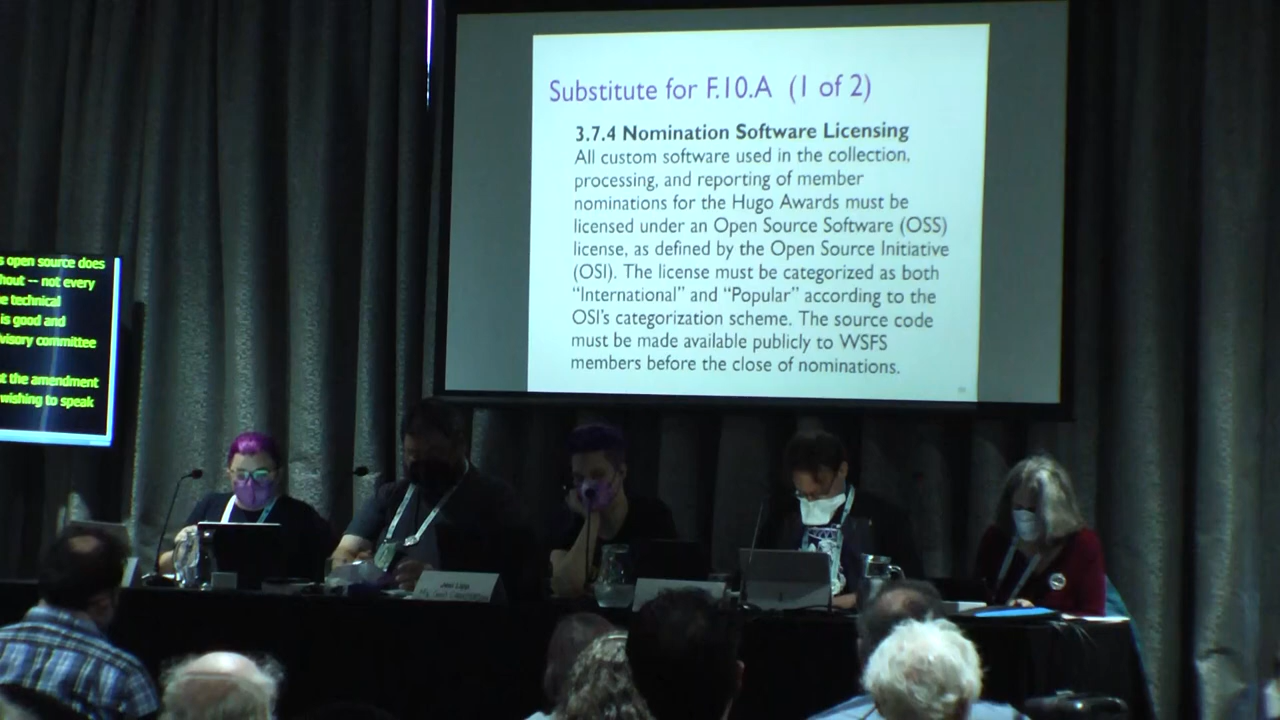 Substitute for F.10.A (1 of 2)
3.7.4 Nomination Software Licensing
All custom software used in the collection,
processing, and reporting of member
nominations for the Hugo Awards must be
licensed under an Open Source Software (OSS)
license, as defined by the Open Source Initiative
(OSI). The license must be categorized as both
“International” and “Popular” according to the
OSI’s categorization scheme. The source code
must be made available publicly to WSFS
members before the close of nominations.
s open source does
hout -- not every
e technical
is good and
visory committee
t the amendment
wishing to speak